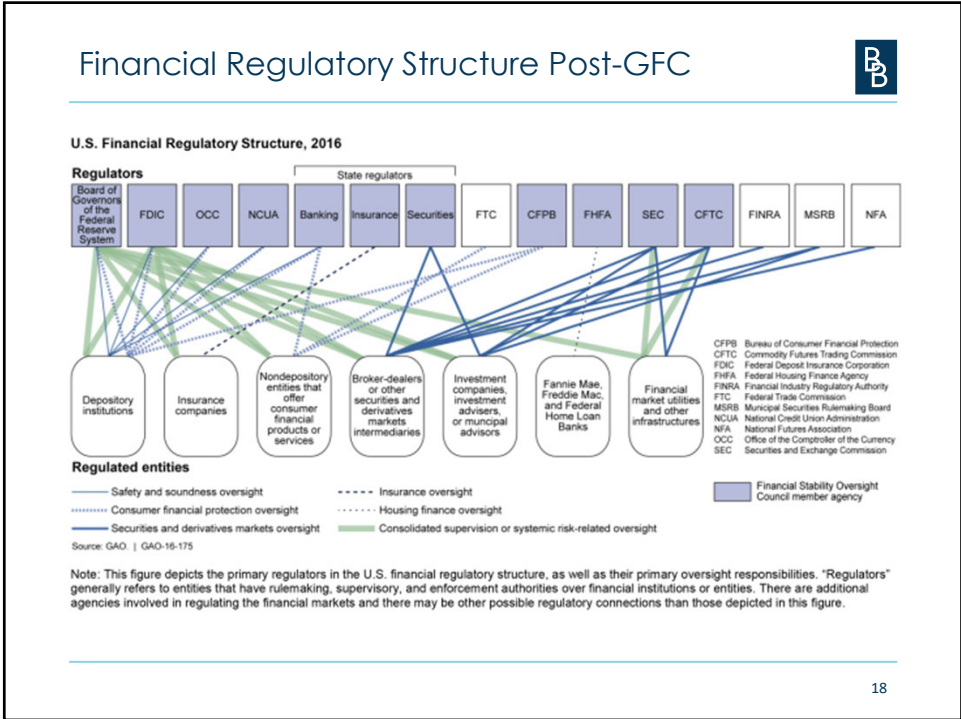 Financial Regulatory Structure Post-GFC
BB
U.S. Financial Regulatory Structure, 2016
Regulators
State regulators
Board of
Governors
of the
Federal
Reserve
System
FDIC
OCC
NCUA
Banking
Insurance
Securities
FTC
CFPB
FHFA
SEC
CFTC
FINRA
MSRB
NFA
Depository
institutions
Insurance
companies
Nondepository
entities that
offer
consumer
financial
products or
services
Broker-dealers
or other
securities and
derivatives
markets
intermediaries
Investment
companies,
investment
advisers,
or muncipal
advisors
Fannie Mae,
Freddie Mac,
and Federal
Home Loan
Banks
Financial
market utilities
and other
infrastructures
CFPB Bureau of Consumer Financial Protection
CFTC Commodity Futures Trading Commission
FDIC Federal Deposit Insurance Corporation
FHFA Federal Housing Finance Agency
FINRA Financial Industry Regulatory Authority
FTC Federal Trade Commission
MSRB Municipal Securities Rulemaking Board
NCUA National Credit Union Administration
NFA National Futures Association
OCC Office of the Comptroller of the Currency
SEC Securities and Exchange Commission
Regulated entities
Safety and soundness oversight
Consumer financial protection oversight
Securities and derivatives markets oversight
Insurance oversight
Housing finance oversight
Consolidated supervision or systemic risk-related oversight
Financial Stability Oversight
Council member agency
Source: GAO. | GAO-16-175
Note: This figure depicts the primary regulators in the U.S. financial regulatory structure, as well as their primary oversight responsibilities. “Regulators”
generally refers to entities that have rulemaking, supervisory, and enforcement authorities over financial institutions or entities. There are additional
agencies involved in regulating the financial markets and there may be other possible regulatory connections than those depicted in this figure.
18